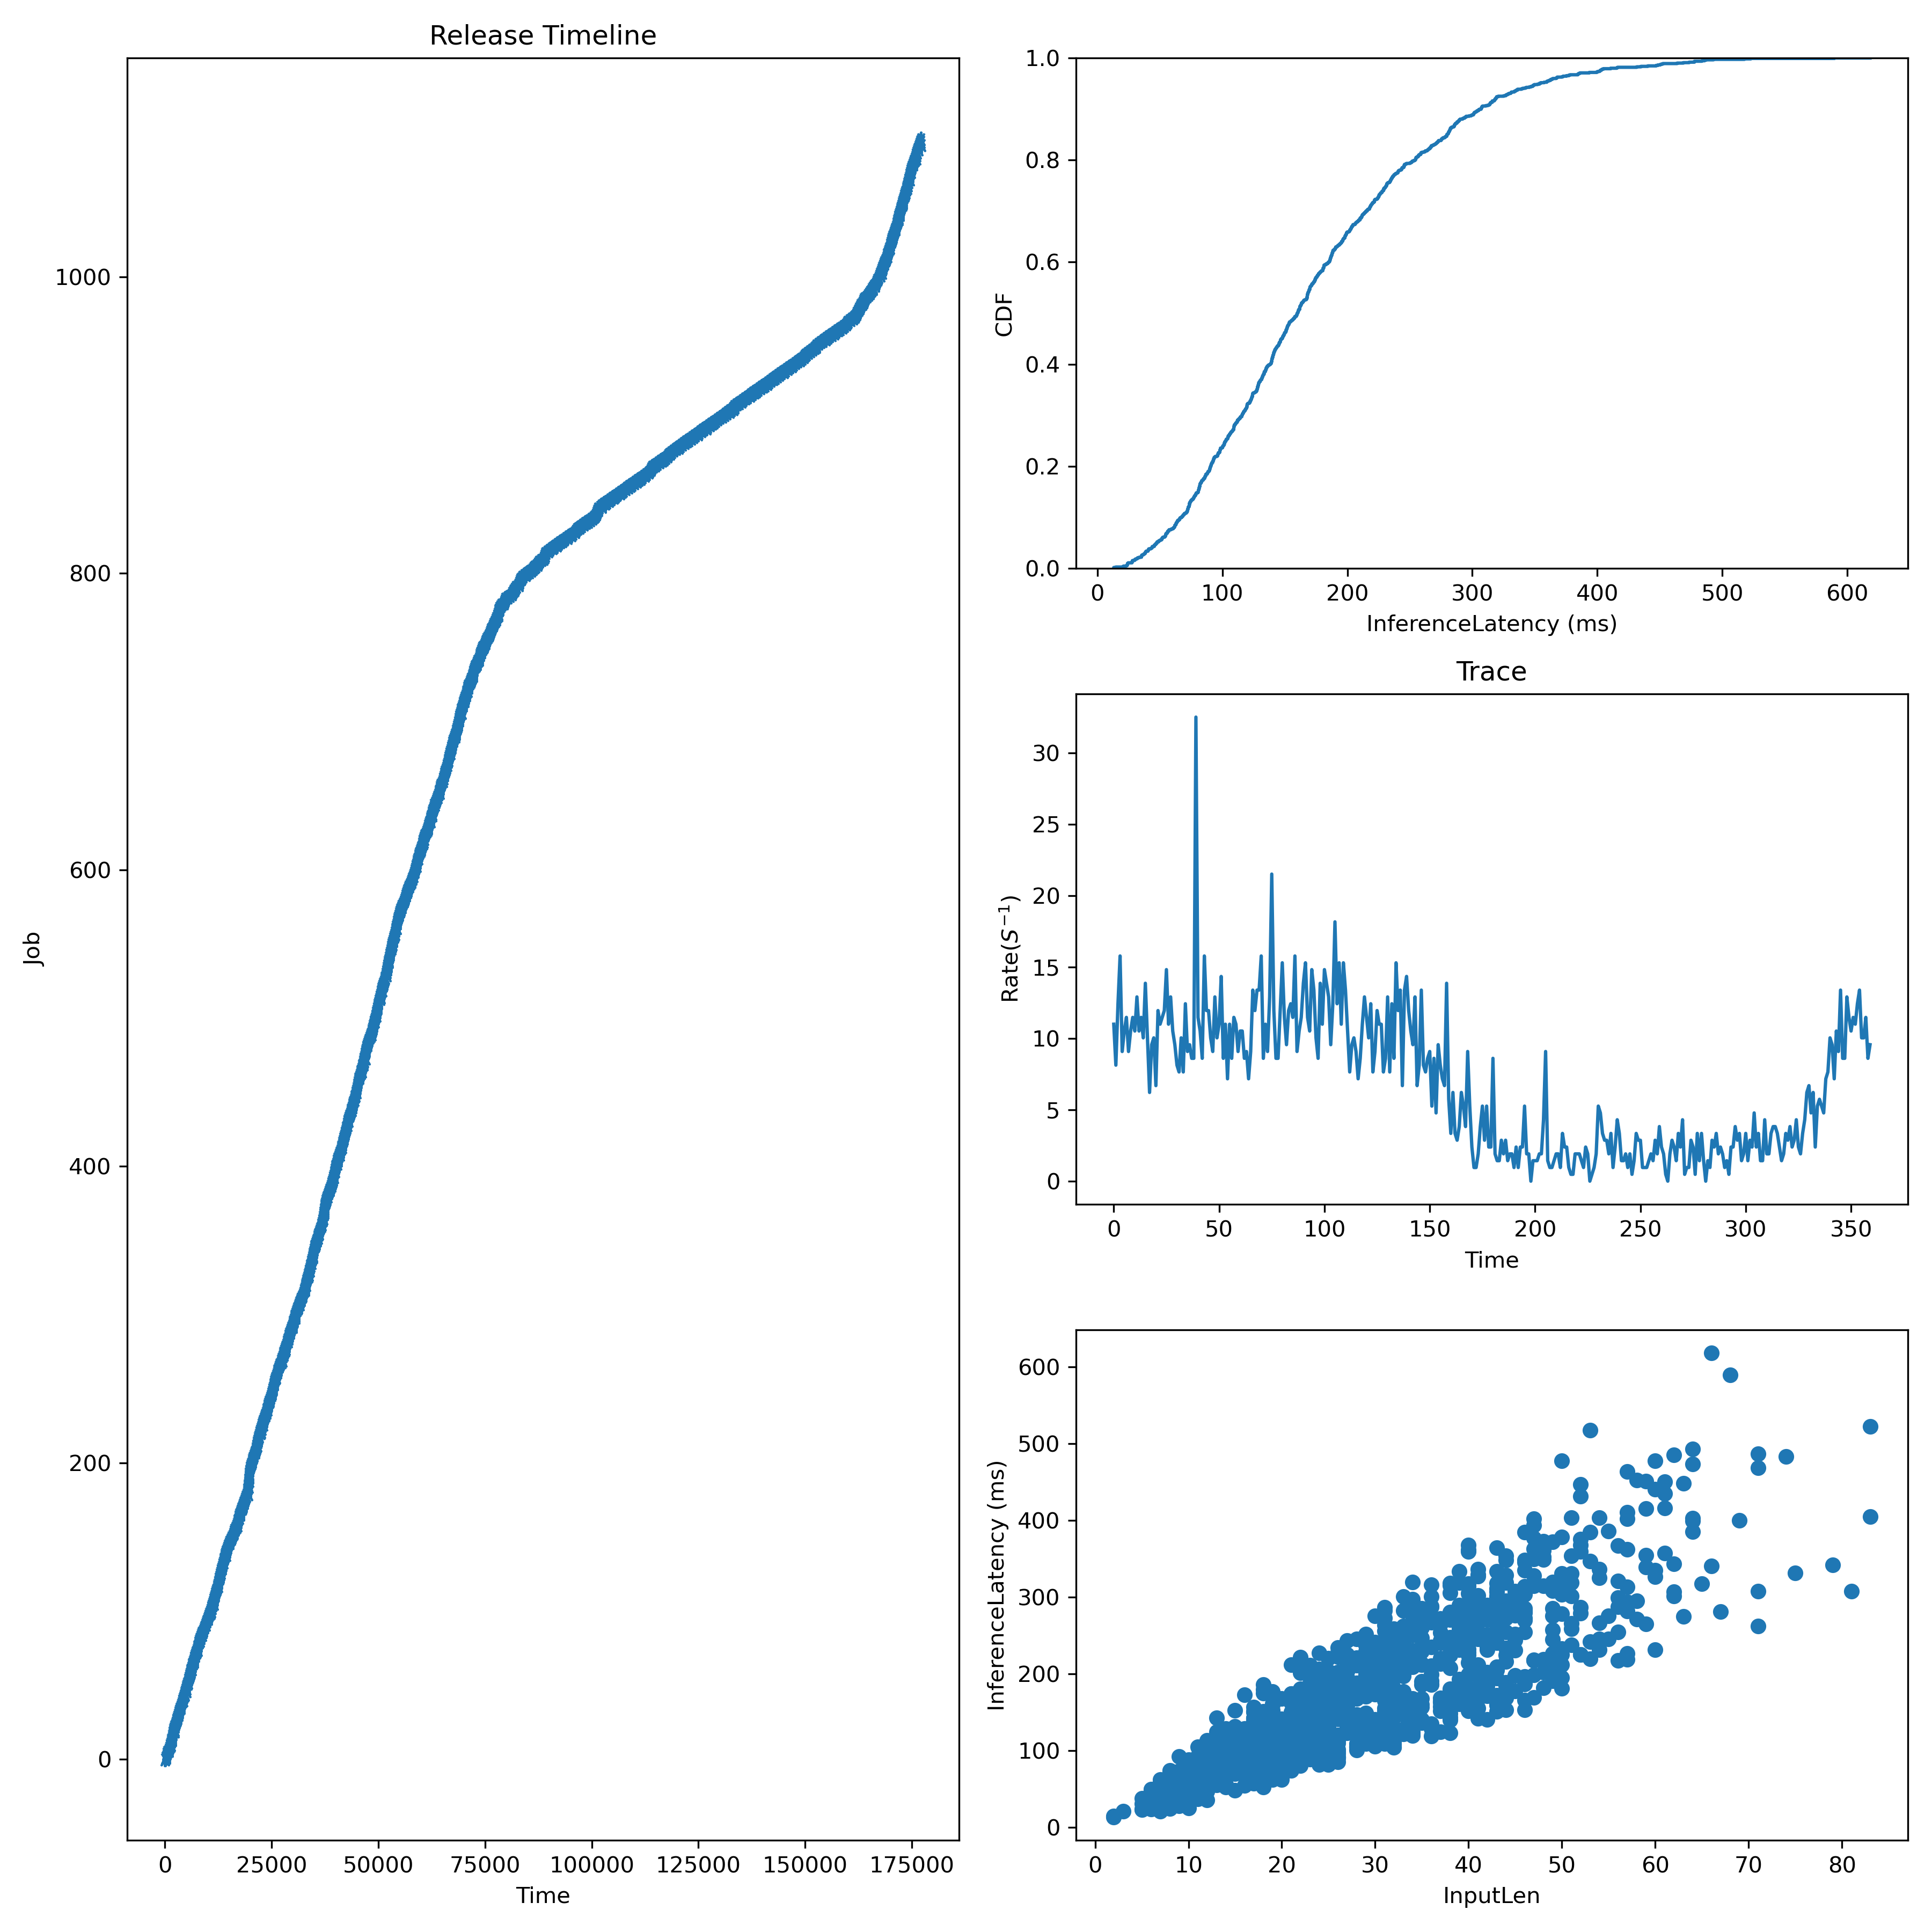 Release Timeline
Job
1000
800
600
400
200
0
0 25000 50000 75000 100000 125000 150000 175000
Time
CDF
1.0
0.8
0.6
0.4
0.2
0.0
0 100 200 300 400 500 600
InferenceLatency (ms)
Trace
Rate(S⁻¹)
30
25
20
15
10
5
0
0 50 100 150 200 250 300 350
Time
InferenceLatency (ms)
600
500
400
300
200
100
0
0 10 20 30 40 50 60 70 80
InputLen